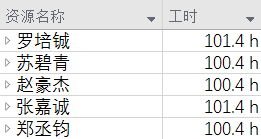 资源名称 工时
罗培铖 101.4 h
苏碧青 100.4 h
赵豪杰 100.4 h
张嘉诚 101.4 h
郑丞钧 100.4 h